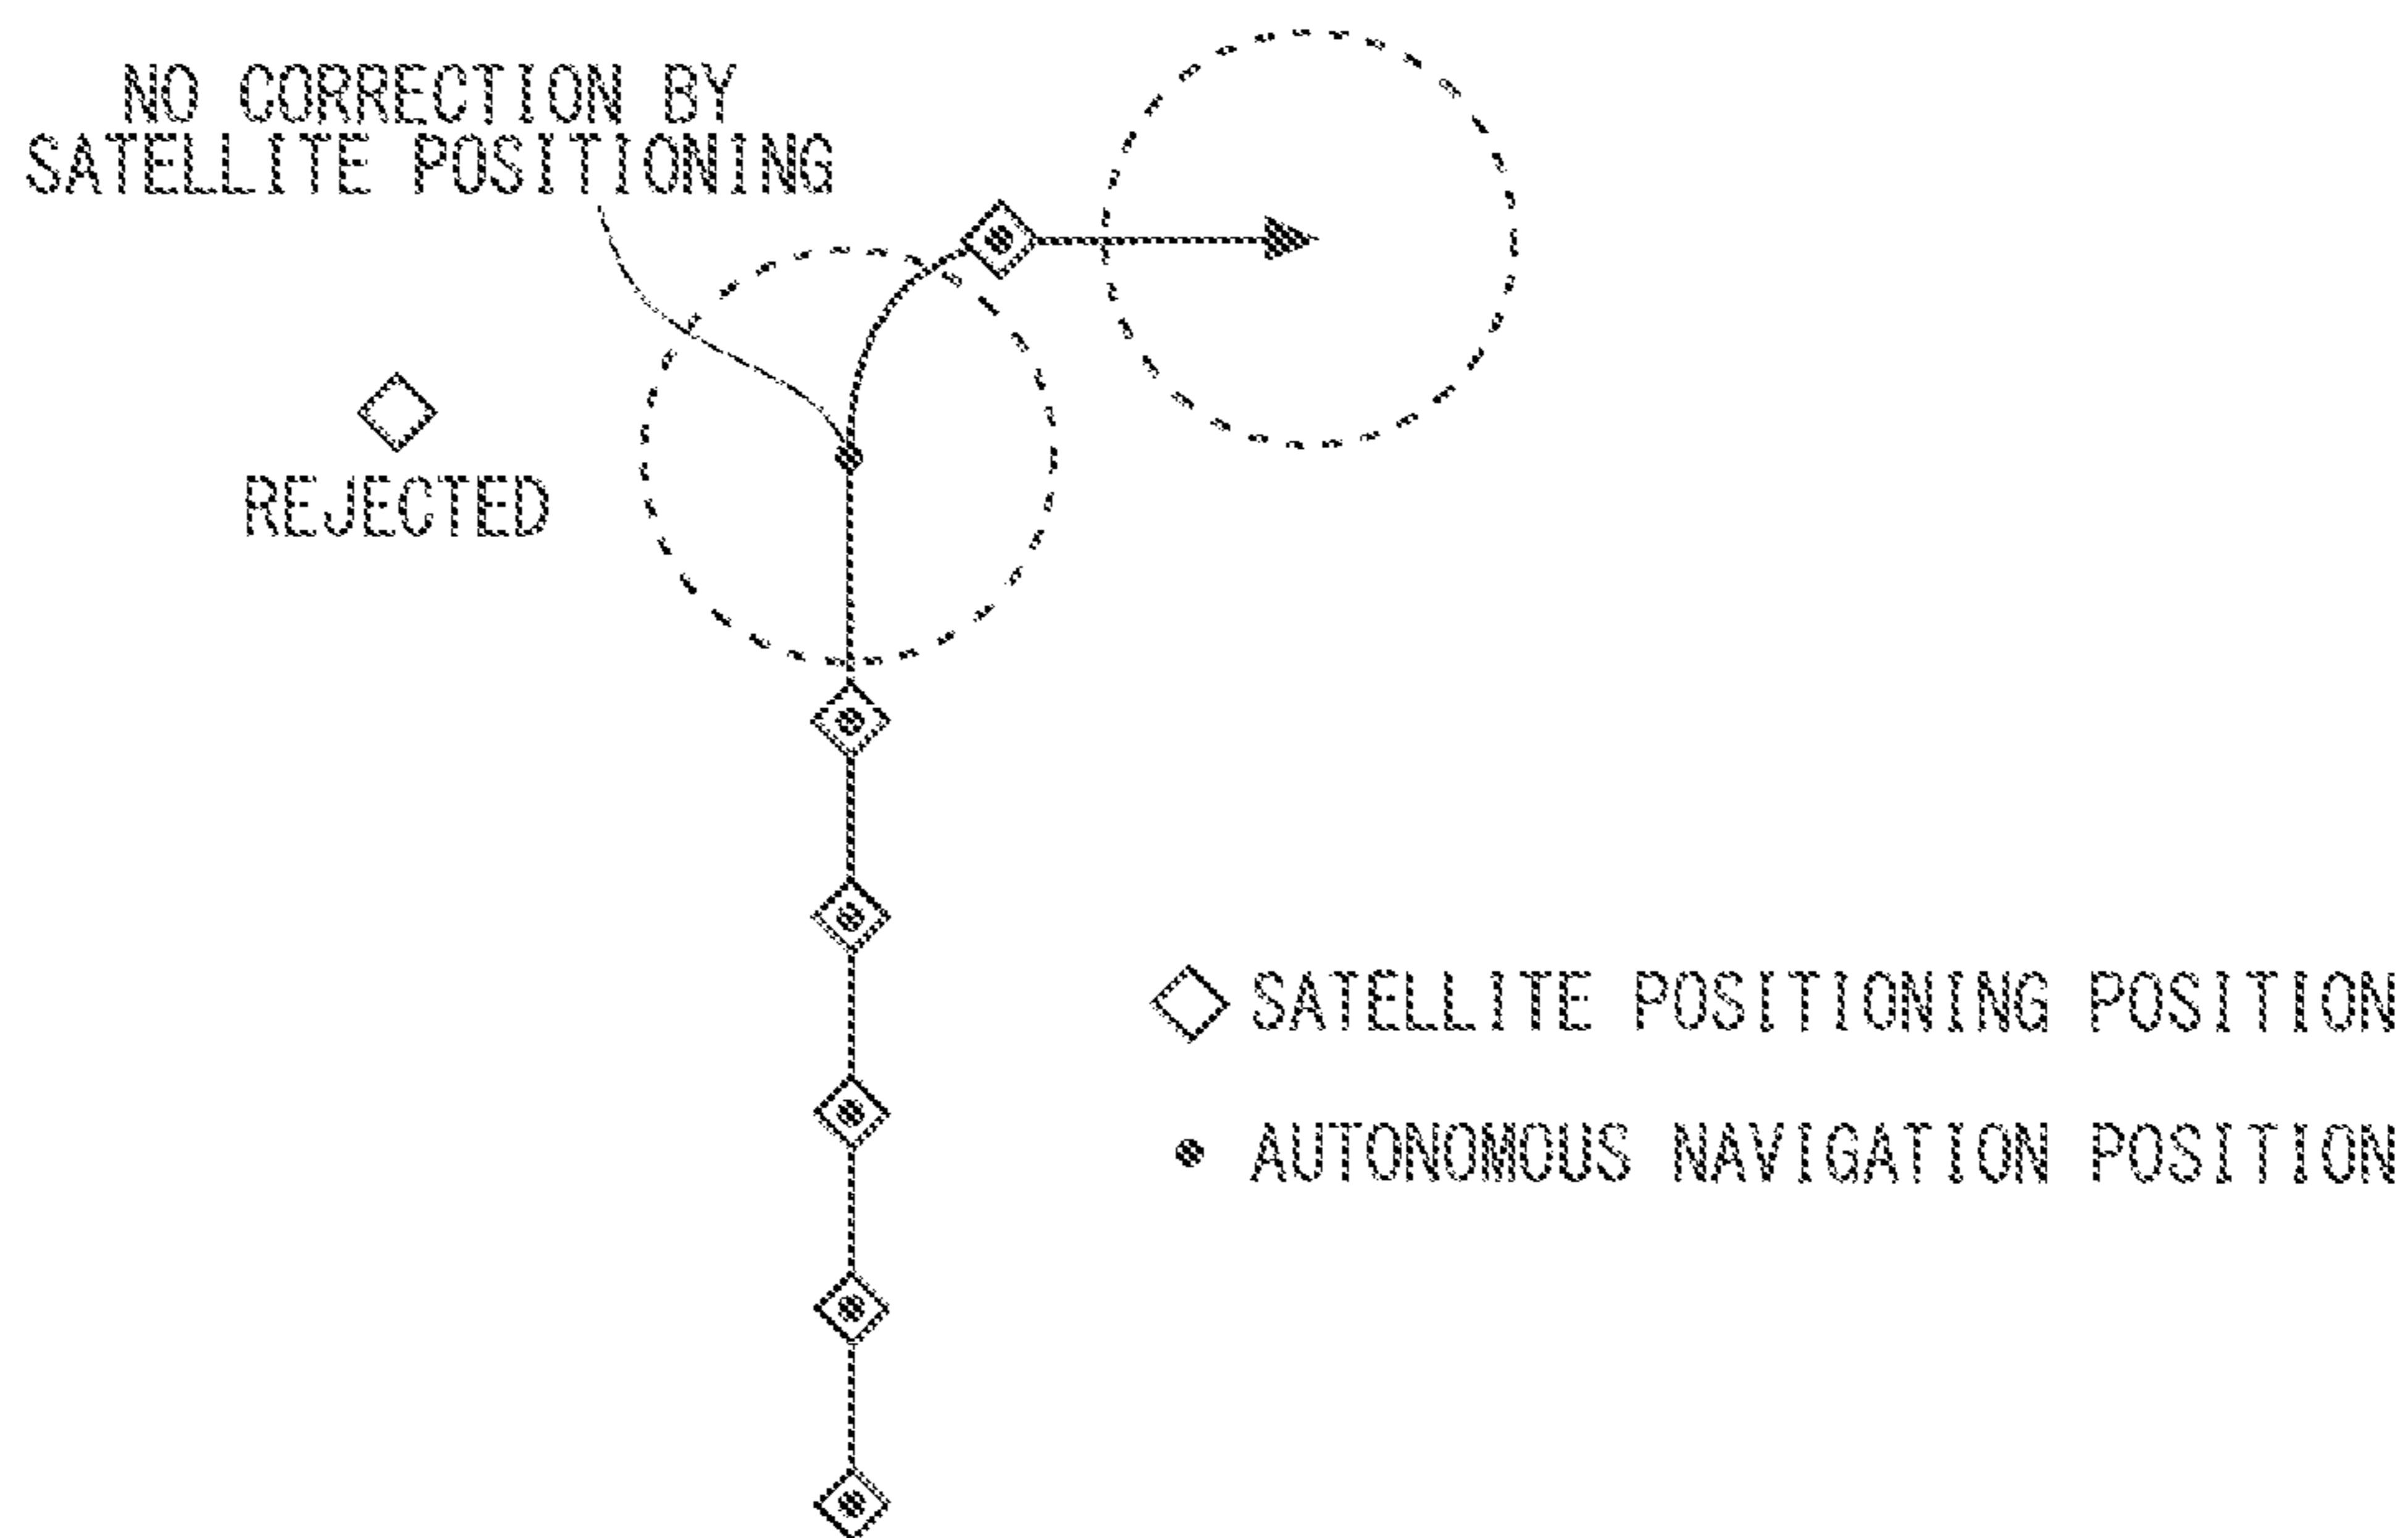 NO CORRECTION BY
SATELLITE POSITIONING
REJECTED
SATELLITE POSITIONING POSITION
AUTONOMOUS NAVIGATION POSITION